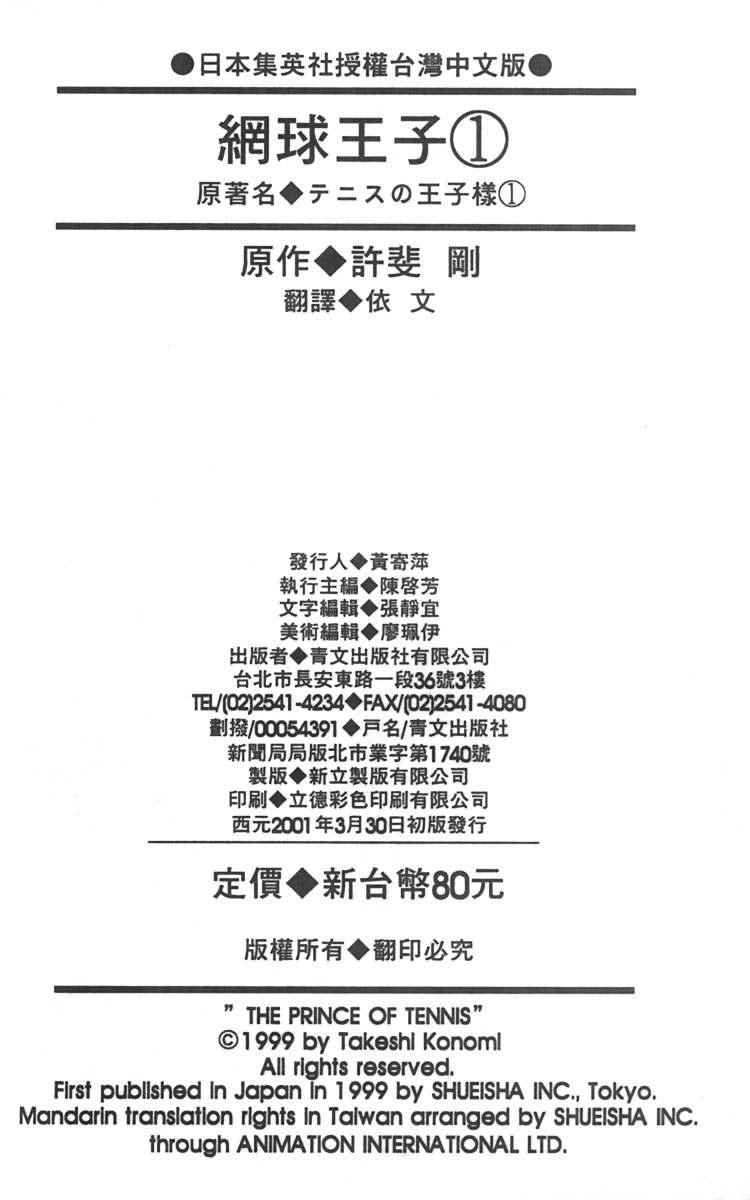 ●日本集英社授權台灣中文版●
網球王子①
原著名◆テニスの王子樣①
原作◆許斐 剛
翻譯◆依 文
發行人◆黃寄萍
執行主編◆陳啓芳
文字編輯◆張靜宜
美術編輯◆廖珮伊
出版者◆青文出版社有限公司
台北市長安東路一段36號3樓
TEL/(02)2541-4234◆FAX/(02)2541-4080
劃撥/00054391◆戶名/青文出版社
新聞局局版北市業字第1740號
製版◆新立製版有限公司
印刷◆立德彩色印刷有限公司
西元2001年3月30日初版發行
定價◆新台幣80元
版權所有◆翻印必究
" THE PRINCE OF TENNIS"
©1999 by Takeshi Konomi
All rights reserved.
First published in Japan in 1999 by SHUEISHA INC., Tokyo.
Mandarin translation rights in Taiwan arranged by SHUEISHA INC.
through ANIMATION INTERNATIONAL LTD.